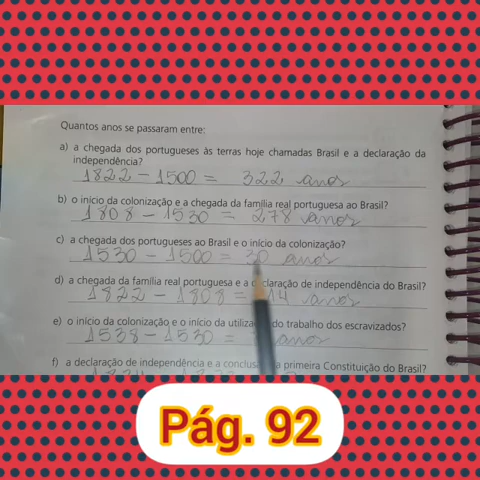 Quantos anos se passaram entre:
a) a chegada dos portugueses às terras hoje chamadas Brasil e a declaração da
independência?
1822 - 1500 = 322 anos
b) o início da colonização e a chegada da família real portuguesa ao Brasil?
1808 - 1530 = 278 anos
c) a chegada dos portugueses ao Brasil e o início da colonização?
1530 - 1500 = 30 anos
d) a chegada da família real portuguesa e a declaração de independência do Brasil?
1822 - 1808 = 14 anos
e) o início da colonização e o início da utilização do trabalho dos escravizados?
1538 - 1530 = anos
f) a declaração de independência e a primeira Constituição do Brasil?
Pág. 92